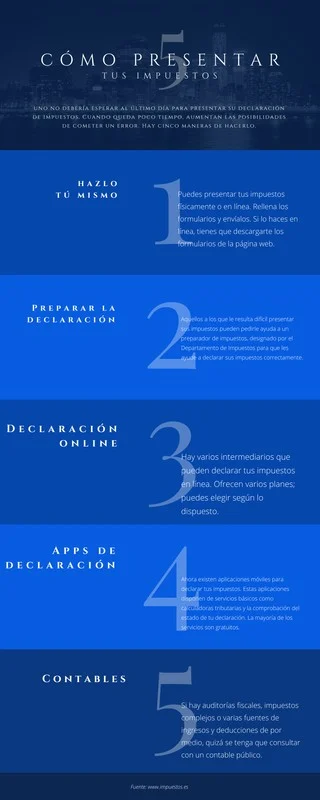 5
CÓMO PRESENTAR
TUS IMPUESTOS
UNO NO DEBERÍA ESPERAR AL ÚLTIMO DÍA PARA PRESENTAR SU DECLARACIÓN
DE IMPUESTOS. CUANDO QUEDA POCO TIEMPO, AUMENTAN LAS POSIBILIDADES
DE COMETER UN ERROR. HAY CINCO MANERAS DE HACERLO.
HAZLO
TÚ MISMO
1
Puedes presentar tus impuestos
físicamente o en línea. Rellena los
formularios y envíalos. Si lo haces en
línea, tienes que descargarte los
formularios de la página web.
PREPARAR LA
DECLARACIÓN
2
Aquellos a los que le resulta difícil presentar
sus impuestos pueden pedirle ayuda a un
preparador de impuestos, designado por el
Departamento de Impuestos para que les
ayude a declarar sus impuestos correctamente.
DECLARACIÓN
ONLINE
3
Hay varios intermediarios que
pueden declarar tus impuestos
en línea. Ofrecen varios planes;
puedes elegir según lo
dispuesto.
APPS DE
DECLARACIÓN
4
Ahora existen aplicaciones móviles para
declarar tus impuestos. Estas aplicaciones
disponen de servicios básicos como
calculadoras tributarias y la comprobación del
estado de tu declaración. La mayoría de los
servicios son gratuitos.
CONTABLES
5
Si hay auditorías fiscales, impuestos
complejos o varias fuentes de
ingresos y deducciones de por
medio, quizá se tenga que consultar
con un contable público.
Fuente: www.impuestos.es